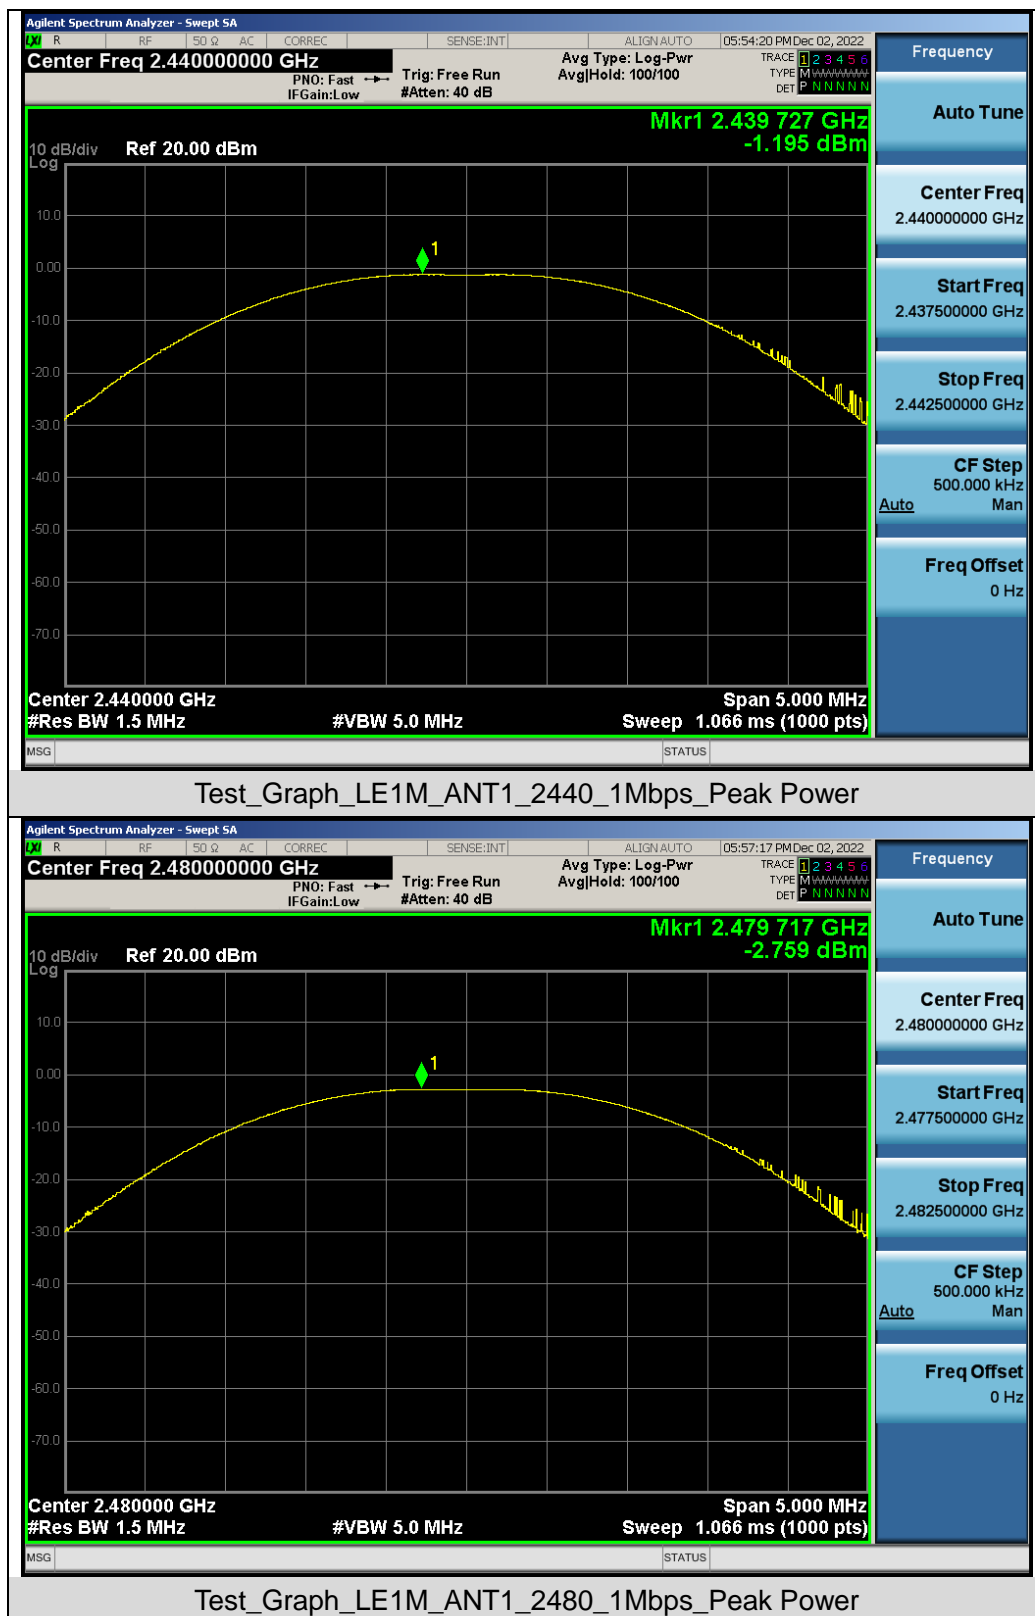 Agilent Spectrum Analyzer - Swept SA
LXI R RF 50 Ω AC CORREC SENSE:INT ALIGN AUTO 05:54:20 PM Dec 02, 2022
Center Freq 2.440000000 GHz
PNO: Fast
IFGain:Low
Trig: Free Run
#Atten: 40 dB
Avg Type: Log-Pwr
Avg|Hold: 100/100
TRACE 1 2 3 4 5 6
TYPE M WWWWW
DET P N N N N N
Mkr1 2.439 727 GHz
-1.195 dBm
10 dB/div Ref 20.00 dBm
Log
10.0
0.00
1
-10.0
-20.0
-30.0
-40.0
-50.0
-60.0
-70.0
Center 2.440000 GHz Span 5.000 MHz
#Res BW 1.5 MHz #VBW 5.0 MHz Sweep 1.066 ms (1000 pts)
MSG STATUS
Frequency
Auto Tune
Center Freq
2.440000000 GHz
Start Freq
2.437500000 GHz
Stop Freq
2.442500000 GHz
CF Step
500.000 kHz
Auto Man
Freq Offset
0 Hz
Test_Graph_LE1M_ANT1_2440_1Mbps_Peak Power
Agilent Spectrum Analyzer - Swept SA
LXI R RF 50 Ω AC CORREC SENSE:INT ALIGN AUTO 05:57:17 PM Dec 02, 2022
Center Freq 2.480000000 GHz
PNO: Fast
IFGain:Low
Trig: Free Run
#Atten: 40 dB
Avg Type: Log-Pwr
Avg|Hold: 100/100
TRACE 1 2 3 4 5 6
TYPE M WWWWW
DET P N N N N N
Mkr1 2.479 717 GHz
-2.759 dBm
10 dB/div Ref 20.00 dBm
Log
10.0
0.00
1
-10.0
-20.0
-30.0
-40.0
-50.0
-60.0
-70.0
Center 2.480000 GHz Span 5.000 MHz
#Res BW 1.5 MHz #VBW 5.0 MHz Sweep 1.066 ms (1000 pts)
MSG STATUS
Frequency
Auto Tune
Center Freq
2.480000000 GHz
Start Freq
2.477500000 GHz
Stop Freq
2.482500000 GHz
CF Step
500.000 kHz
Auto Man
Freq Offset
0 Hz
Test_Graph_LE1M_ANT1_2480_1Mbps_Peak Power